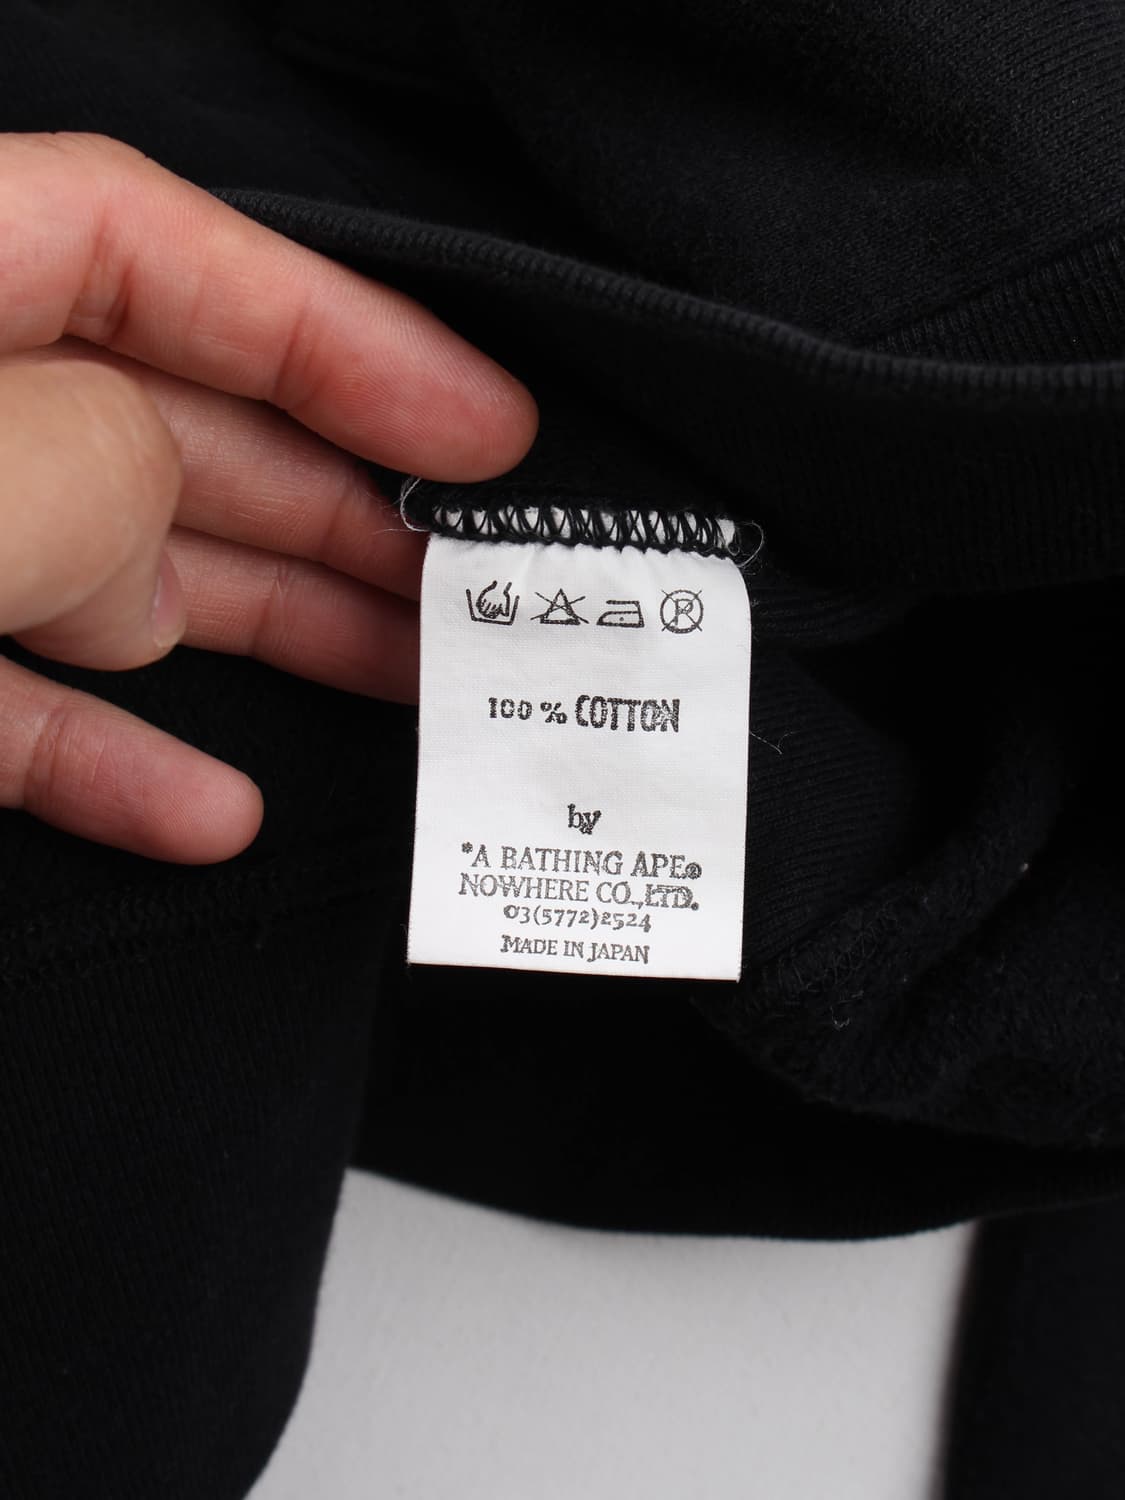 100 % COTTON
by
*A BATHING APE®
NOWHERE CO.,LTD.
03(5772)2524
MADE IN JAPAN